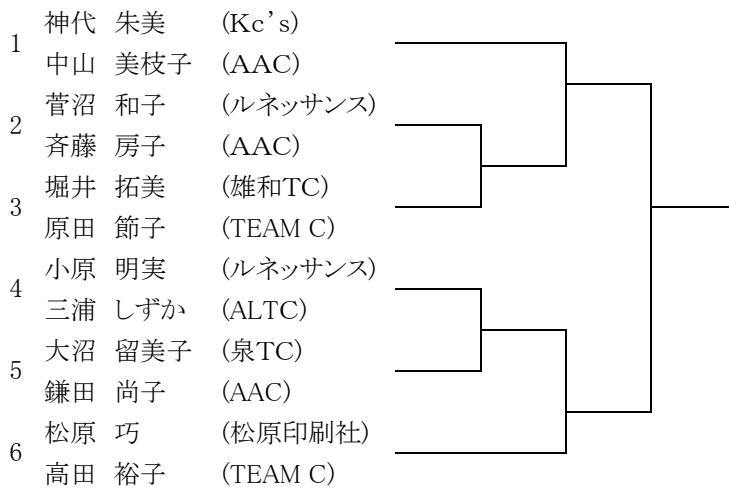 1
神代 朱美 (Kc's)
中山 美枝子 (AAC)
2
菅沼 和子 (ルネッサンス)
斉藤 房子 (AAC)
3
堀井 拓美 (雄和TC)
原田 節子 (TEAM C)
4
小原 明実 (ルネッサンス)
三浦 しずか (ALTC)
5
大沼 留美子 (泉TC)
鎌田 尚子 (AAC)
6
松原 巧 (松原印刷社)
高田 裕子 (TEAM C)